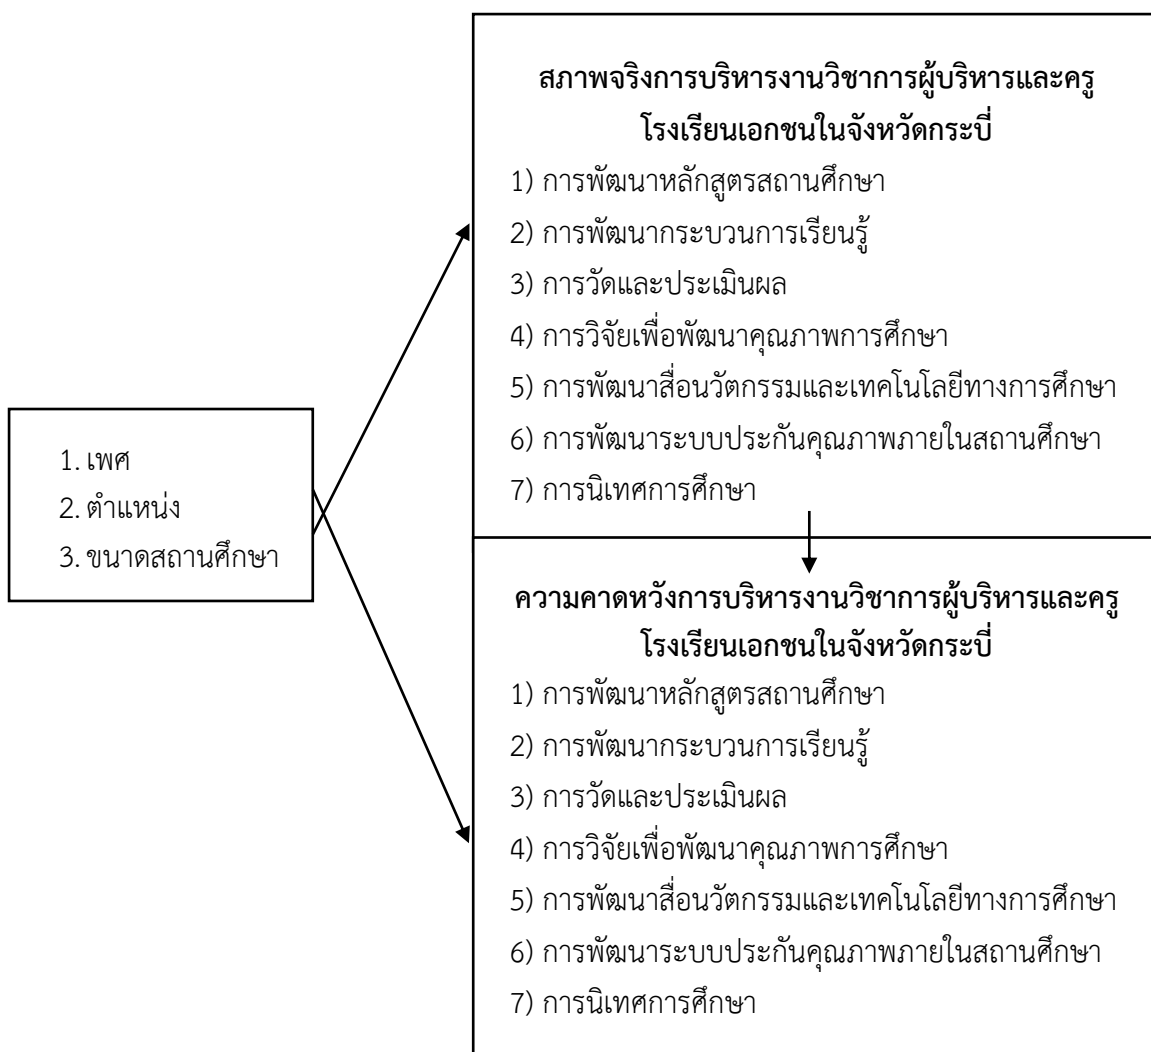 สภาพจริงการบริหารงานวิชาการผู้บริหารและครู
โรงเรียนเอกชนในจังหวัดกระบี่
1) การพัฒนาหลักสูตรสถานศึกษา
2) การพัฒนากระบวนการเรียนรู้
3) การวัดและประเมินผล
4) การวิจัยเพื่อพัฒนาคุณภาพการศึกษา
5) การพัฒนาสื่อนวัตกรรมและเทคโนโลยีทางการศึกษา
6) การพัฒนาระบบประกันคุณภาพภายในสถานศึกษา
7) การนิเทศการศึกษา
1. เพศ
2. ตำแหน่ง
3. ขนาดสถานศึกษา
ความคาดหวังการบริหารงานวิชาการผู้บริหารและครู
โรงเรียนเอกชนในจังหวัดกระบี่
1) การพัฒนาหลักสูตรสถานศึกษา
2) การพัฒนากระบวนการเรียนรู้
3) การวัดและประเมินผล
4) การวิจัยเพื่อพัฒนาคุณภาพการศึกษา
5) การพัฒนาสื่อนวัตกรรมและเทคโนโลยีทางการศึกษา
6) การพัฒนาระบบประกันคุณภาพภายในสถานศึกษา
7) การนิเทศการศึกษา